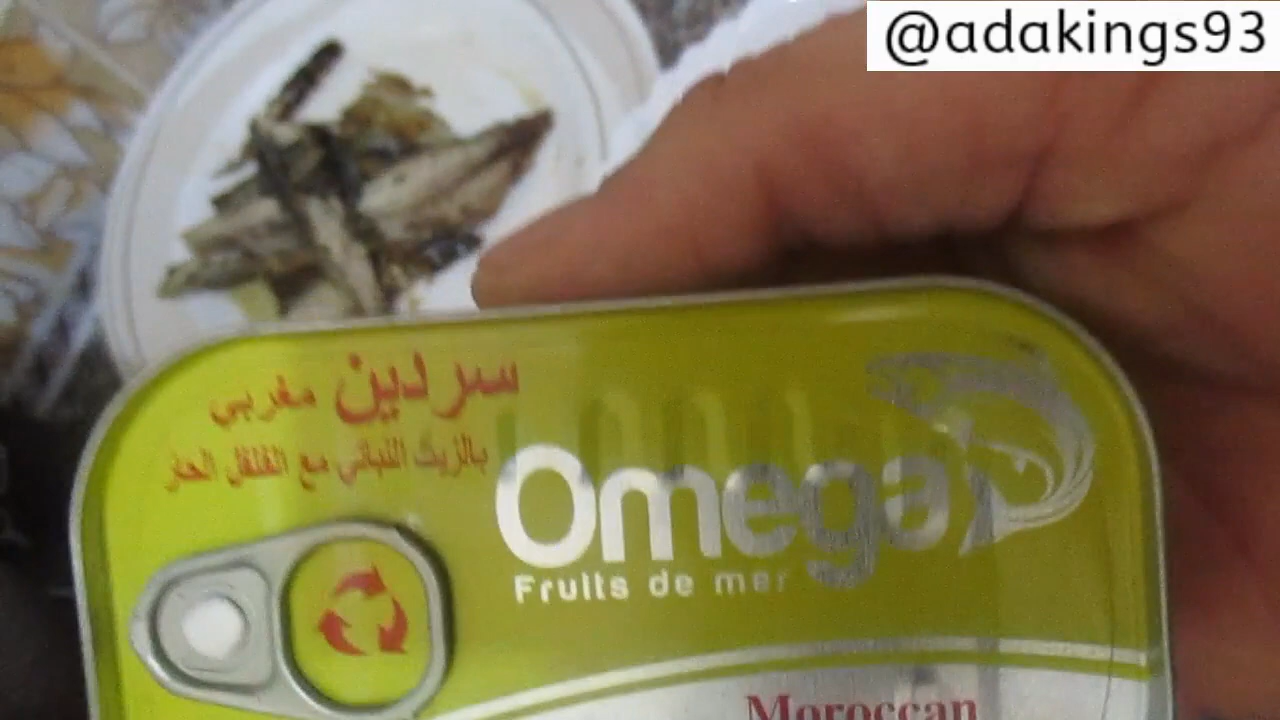 @adakings93
سردين مغربي
بالزيت النباتي مع الفلفل الحار
Omega
Fruits de mer
Moroccan